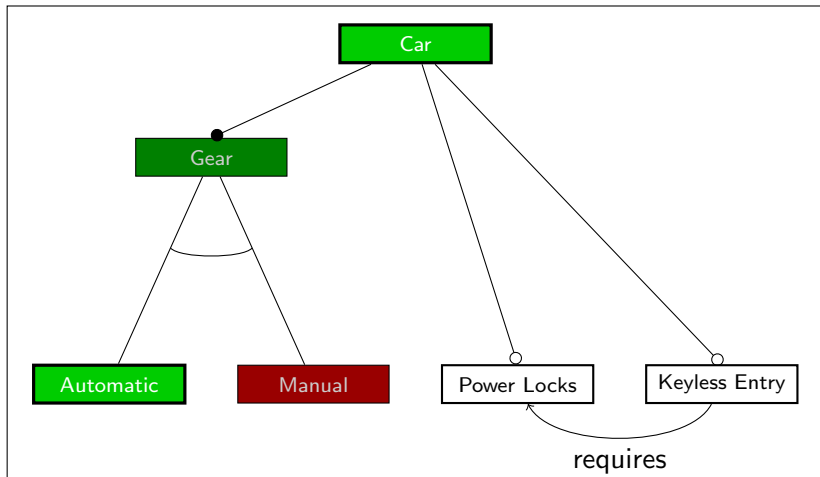 Car
Gear
Automatic
Manual
Power Locks
Keyless Entry
requires